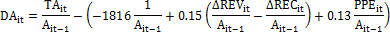 DA_it = TA_it / A_it−1 − (−1816 1 / A_it−1 + 0.15 (ΔREV_it / A_it−1 − ΔREC_it / A_it−1) + 0.13 PPE_it / A_it−1)